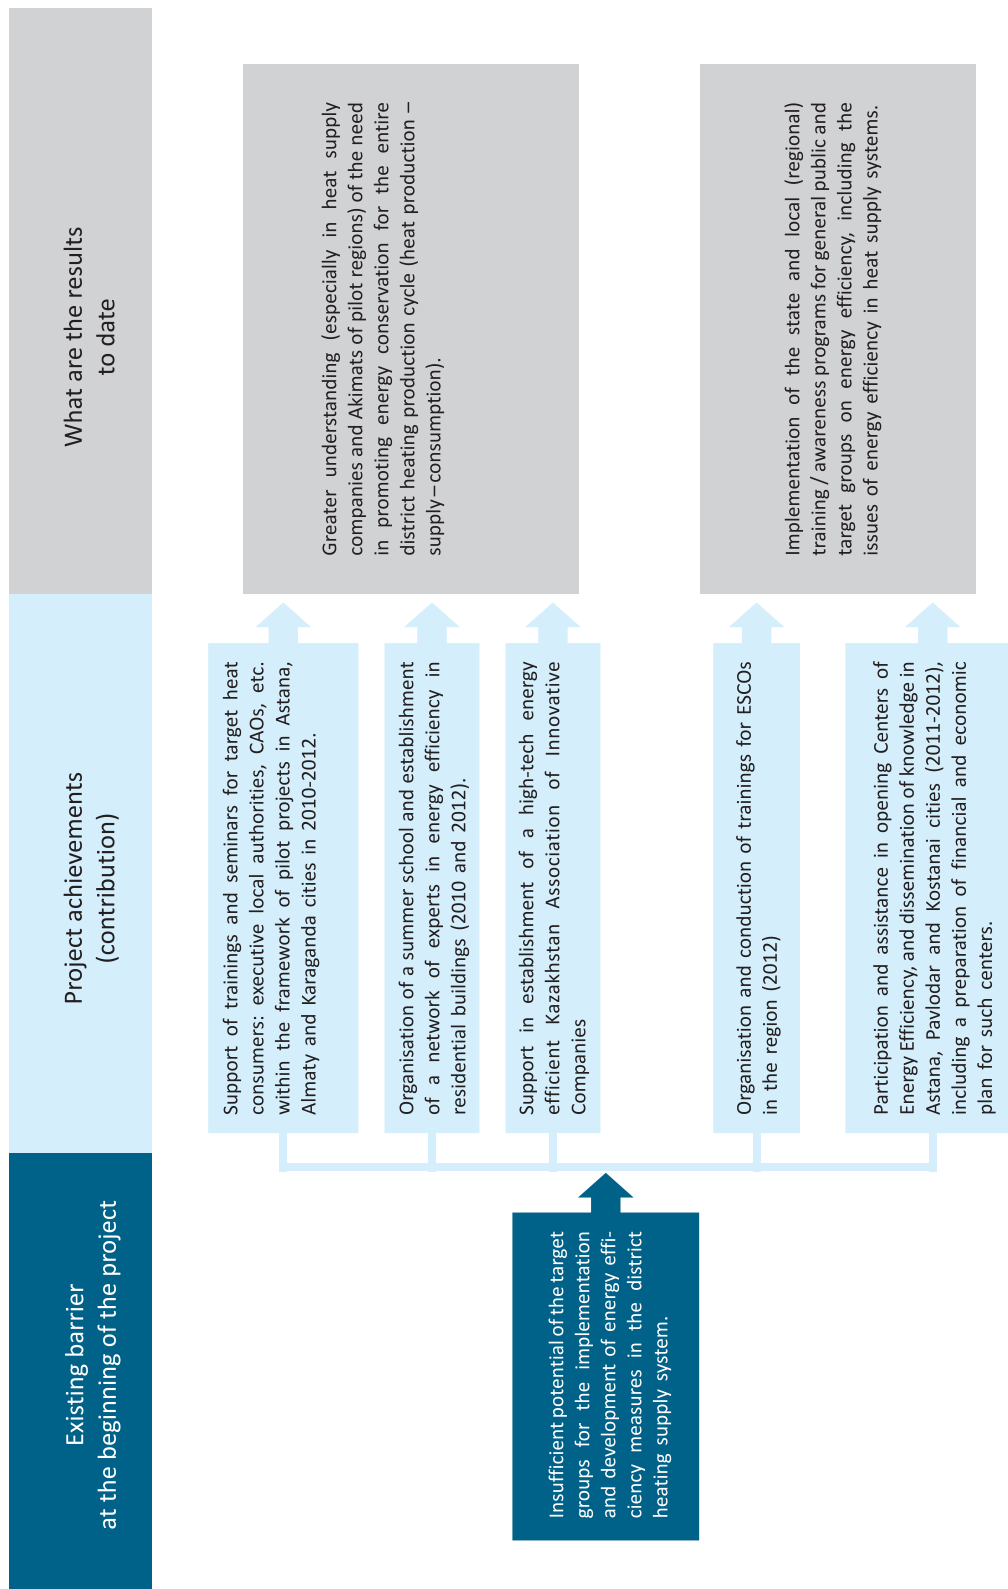 Existing barrier
at the beginning of the project
Project achievements
(contribution)
What are the results
to date
Insufficient potential of the target
groups for the implementation
and development of energy effi-
ciency measures in the district
heating supply system.
Support of trainings and seminars for target heat
consumers: executive local authorities, CAOs, etc.
within the framework of pilot projects in Astana,
Almaty and Karaganda cities in 2010-2012.
Organisation of a summer school and establishment
of a network of experts in energy efficiency in
residential buildings (2010 and 2012).
Support in establishment of a high-tech energy
efficient Kazakhstan Association of Innovative
Companies
Organisation and conduction of trainings for ESCOs
in the region (2012)
Participation and assistance in opening Centers of
Energy Efficiency, and dissemination of knowledge in
Astana, Pavlodar and Kostanai cities (2011-2012),
including a preparation of financial and economic
plan for such centers.
Greater understanding (especially in heat supply
companies and Akimats of pilot regions) of the need
in promoting energy conservation for the entire
district heating production cycle (heat production –
supply – consumption).
Implementation of the state and local (regional)
training / awareness programs for general public and
target groups on energy efficiency, including the
issues of energy efficiency in heat supply systems.